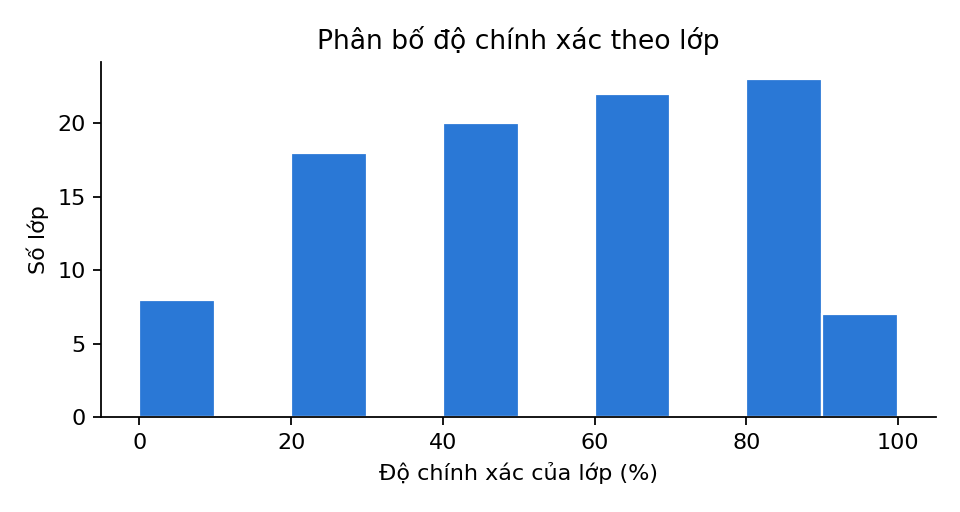 Phân bố độ chính xác theo lớp
Số lớp
20
15
10
5
0
0 20 40 60 80 100
Độ chính xác của lớp (%)